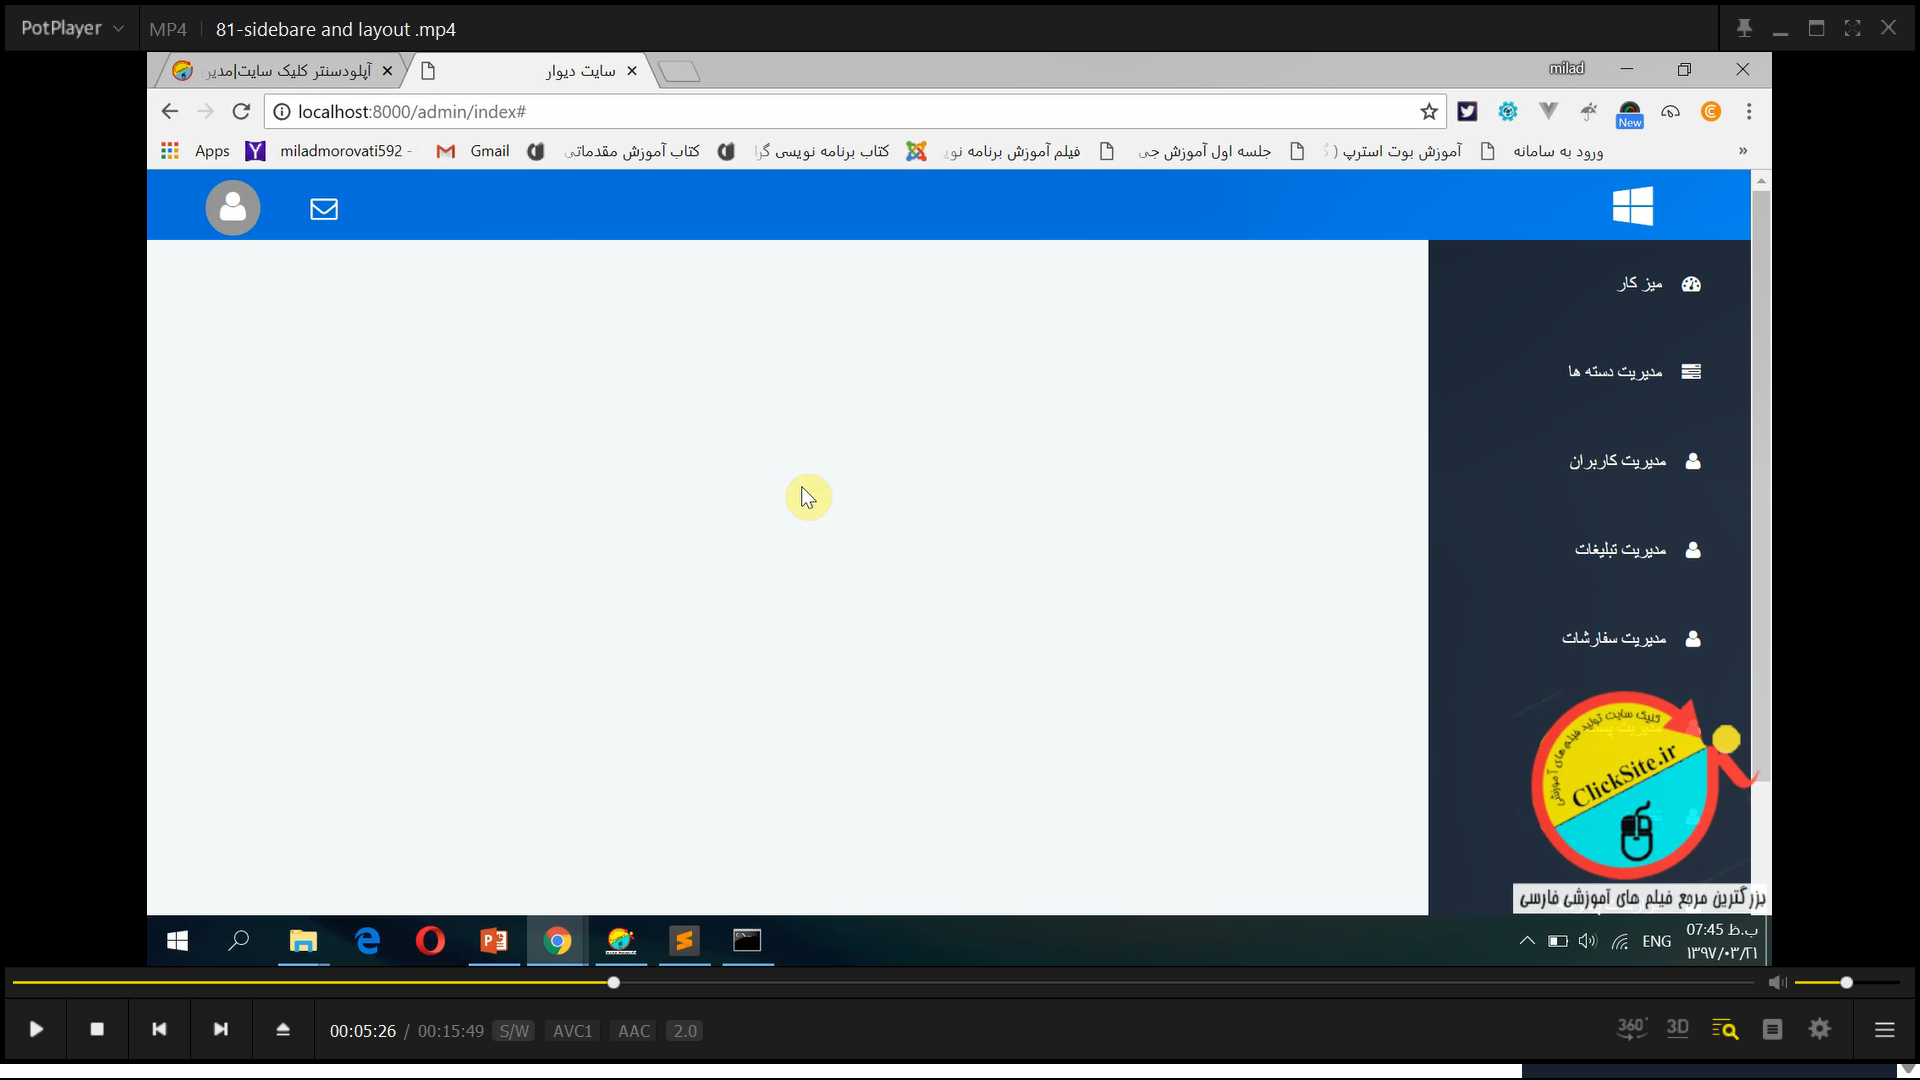 PotPlayer
MP4
81-sidebare and layout .mp4
آپلودسنتر کلیک سایت|مدیر
سایت دیوار
milad
localhost:8000/admin/index#
New
Apps
miladmorovati592 -
Gmail
کتاب آموزش مقدماتی
کتاب برنامه نویسی گرا
فیلم آموزش برنامه نوی
جلسه اول آموزش جی
آموزش بوت استرپ (
ورود به سامانه
»
میز کار
مدیریت دسته ها
مدیریت کاربران
مدیریت تبلیغات
مدیریت سفارشات
کلیک سایت تولید فیلم های آموزشی
ClickSite.ir
بزرگترین مرجع فیلم های آموزشی فارسی
ENG
07:45 ب.ظ
۱۳۹۷/۰۳/۲۱
00:05:26 / 00:15:49
S/W
AVC1
AAC
2.0
360°
3D